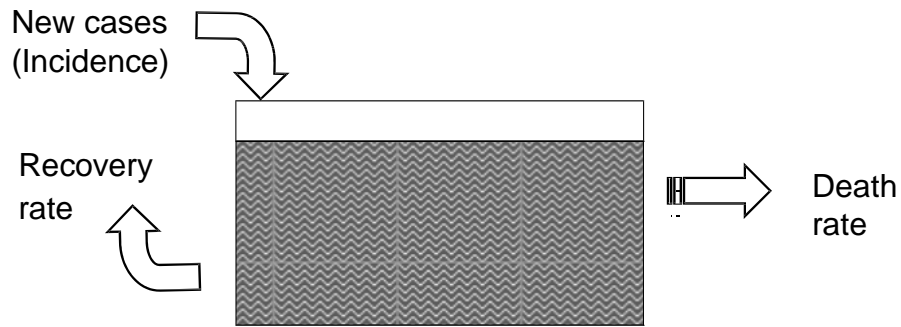 New cases
(Incidence)
Recovery
rate
Death
rate